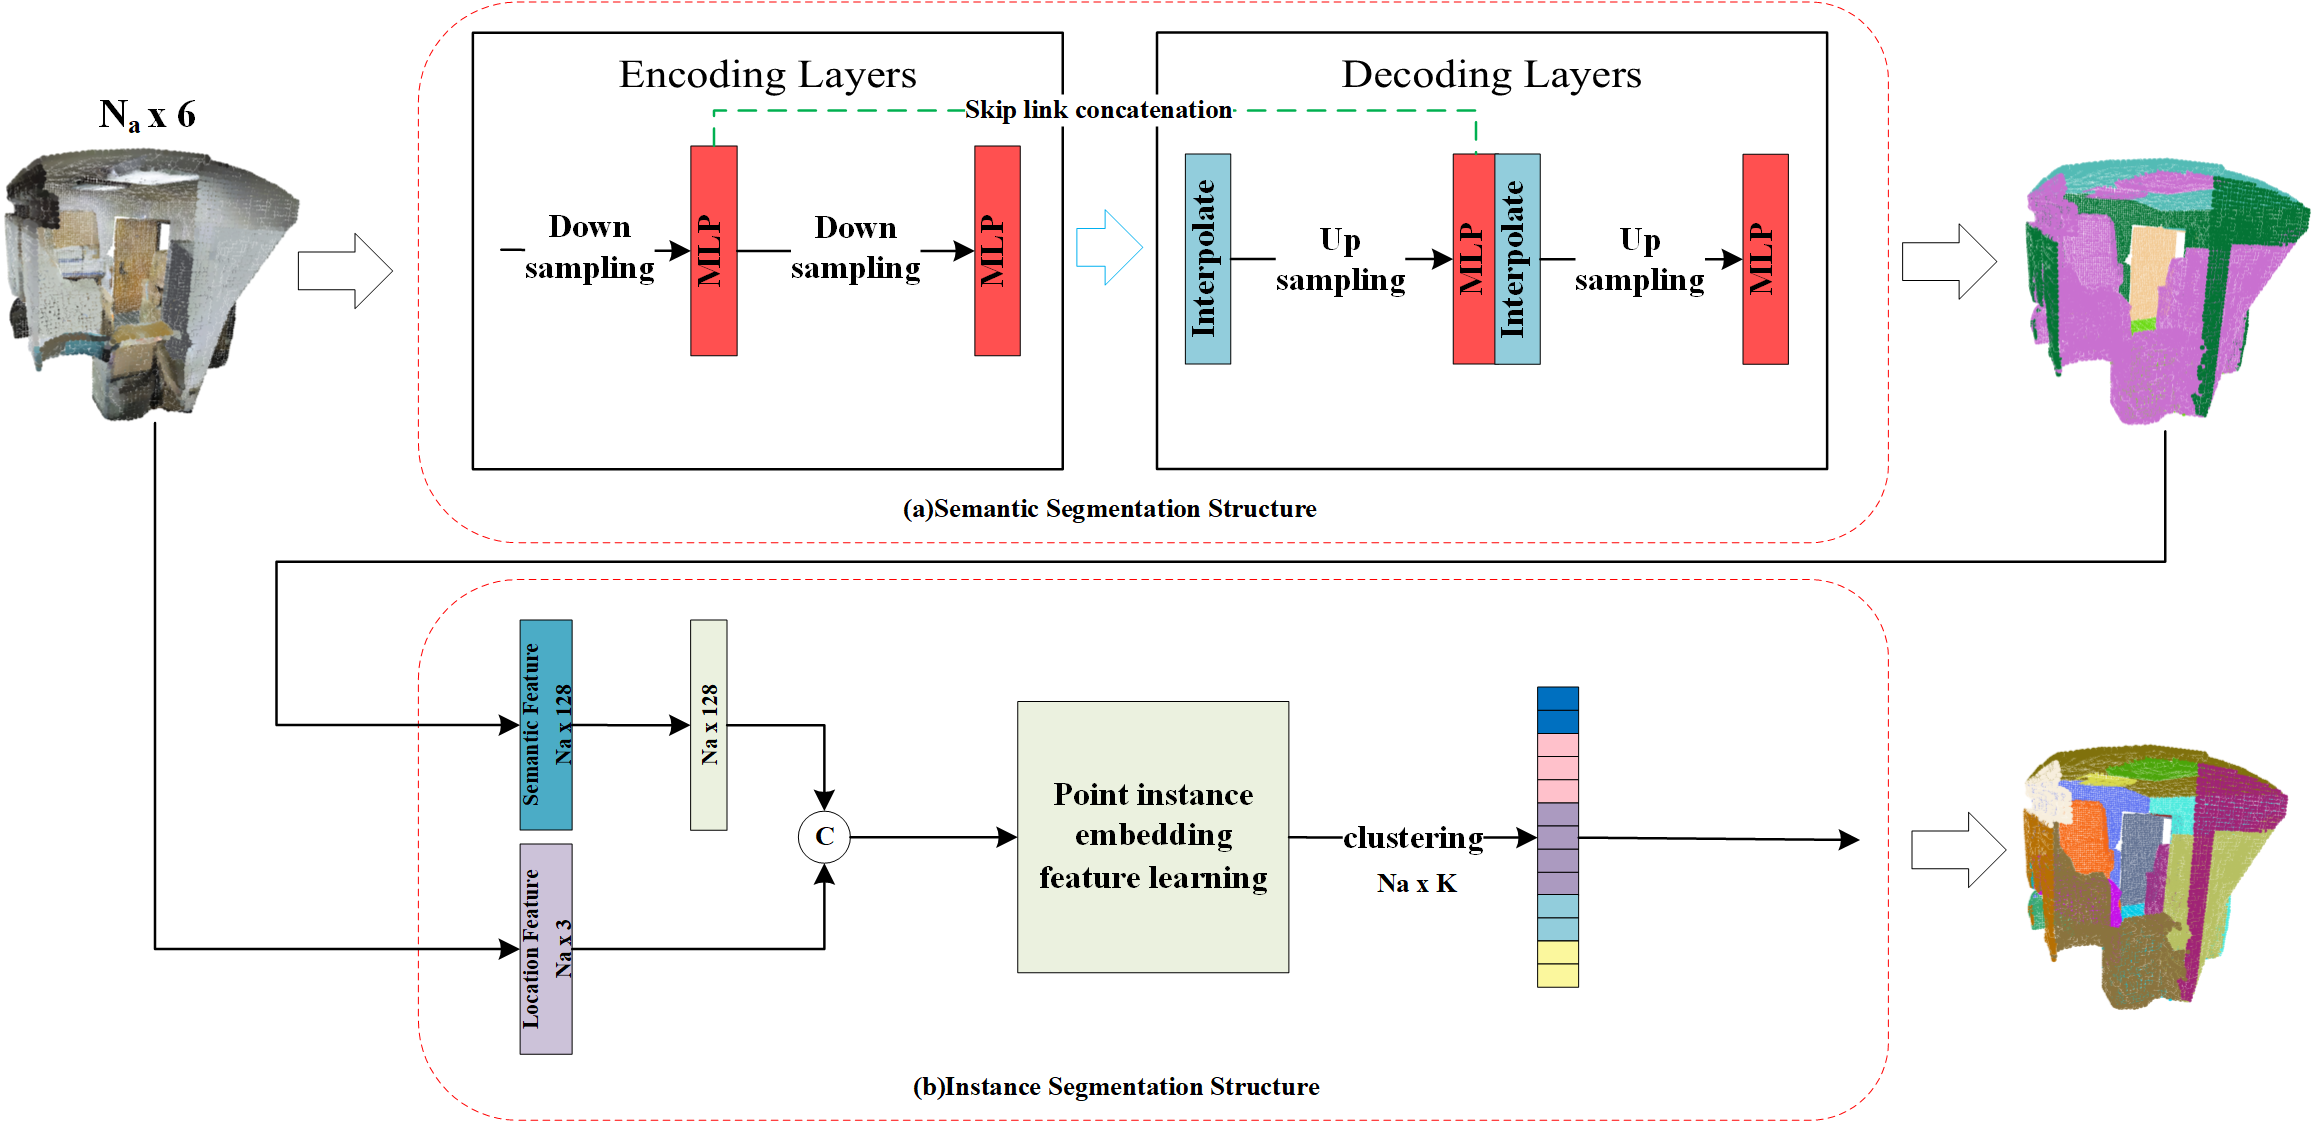 Na x 6
Encoding Layers
Decoding Layers
Skip link concatenation
Down
sampling
MLP
Down
sampling
MLP
Interpolate
Up
sampling
MLP
Interpolate
Up
sampling
MLP
(a)Semantic Segmentation Structure
Semantic Feature
Na x 128
Na x 128
Location Feature
Na x 3
C
Point instance
embedding
feature learning
clustering
Na x K
(b)Instance Segmentation Structure